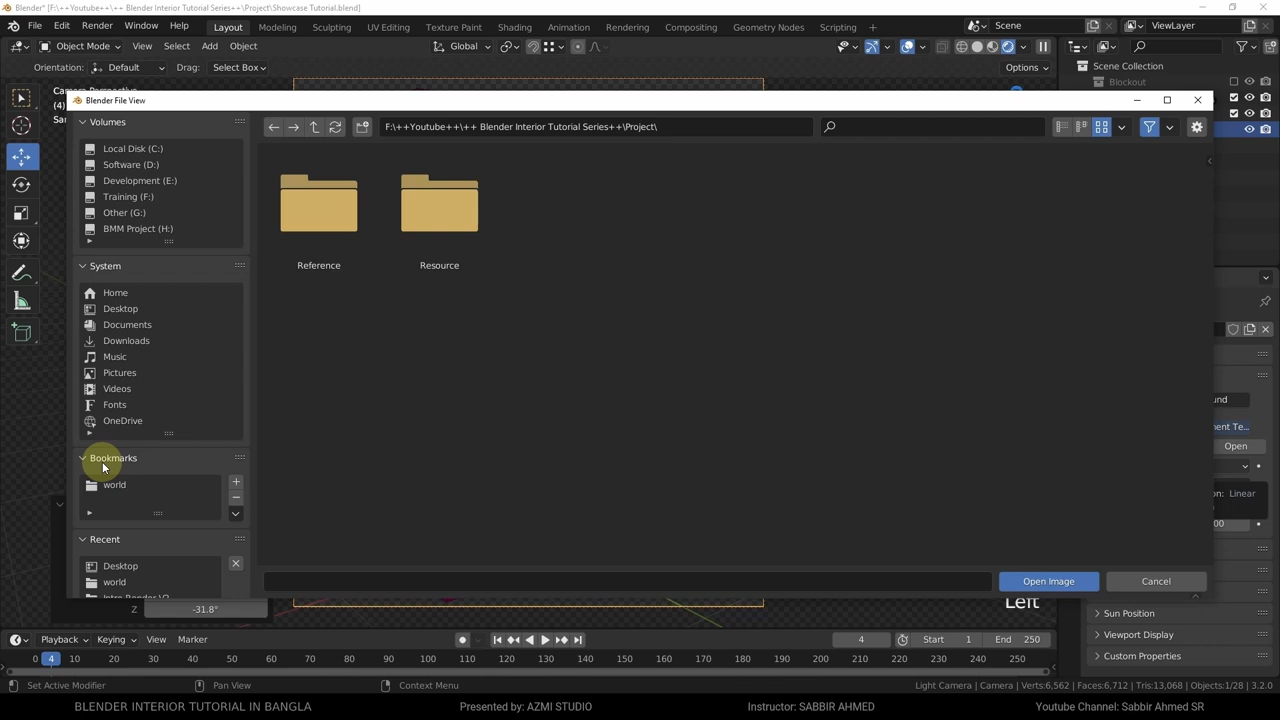 Blender* [F:\++Youtube++\++ Blender Interior Tutorial Series++\Project\Showcase Tutorial.blend]
File Edit Render Window Help Layout Modeling Sculpting UV Editing Texture Paint Shading Animation Rendering Compositing Geometry Nodes Scripting + Scene ViewLayer
Object Mode View Select Add Object Global
Orientation: Default Drag: Select Box Options Scene Collection
Blockout
Camera Perspective
(4)
Blender File View
Volumes
F:\++Youtube++\++ Blender Interior Tutorial Series++\Project\
Local Disk (C:)
Software (D:)
Development (E:)
Training (F:)
Other (G:)
BMM Project (H:)
Reference Resource
System
Home
Desktop
Documents
Downloads
Music
Pictures
Videos
Fonts
OneDrive
Bookmarks
world
Recent
Desktop
world
und
ment Te...
Open
on: Linear
00
Open Image Cancel
Z -31.8°
Left
Sun Position
Viewport Display
Custom Properties
Playback Keying View Marker 4 Start 1 End 250
0 4 10 20 30 40 50 60 70 80 90 100 110 120 130 140 150 160 170 180 190 200 210 220 230 240 250
Set Active Modifier Pan View Context Menu Light Camera | Camera | Verts:6,562 | Faces:6,712 | Tris:13,068 | Objects:1/28 | 3.2.0
BLENDER INTERIOR TUTORIAL IN BANGLA Presented by: AZMI STUDIO Instructor: SABBIR AHMED Youtube Channel: Sabbir Ahmed SR